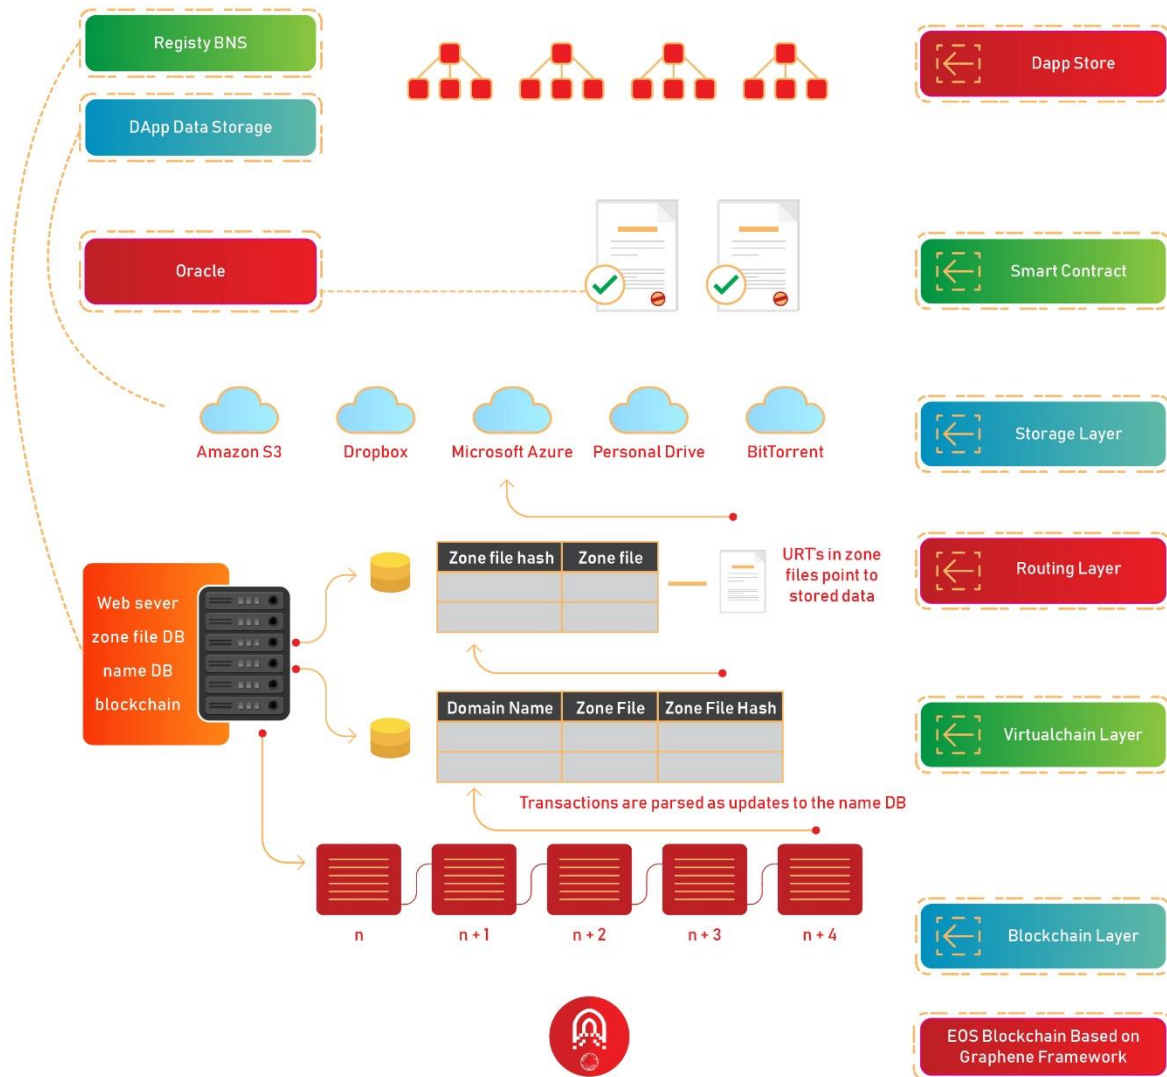 Registy BNS
Dapp Store
DApp Data Storage
Oracle
Smart Contract
Amazon S3
Dropbox
Microsoft Azure
Personal Drive
BitTorrent
Storage Layer
Zone file hash
Zone file
URT's in zone
files point to
stored data
Routing Layer
Web sever
zone file DB
name DB
blockchain
Domain Name
Zone File
Zone File Hash
Virtualchain Layer
Transactions are parsed as updates to the name DB
n
n + 1
n + 2
n + 3
n + 4
Blockchain Layer
EOS Blockchain Based on
Graphene Framework